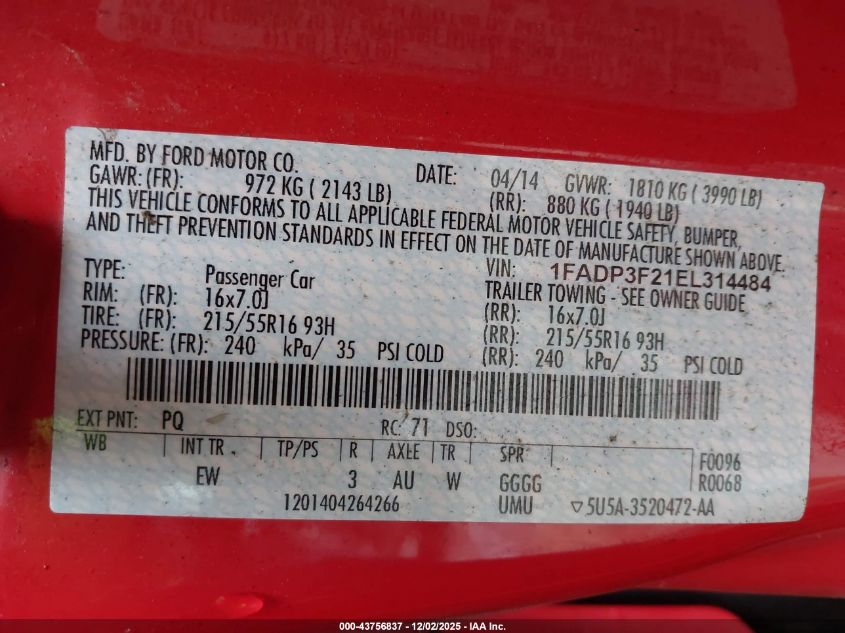 MFD. BY FORD MOTOR CO. DATE: 04/14 GVWR: 1810 KG ( 3990 LB)
GAWR: (FR): 972 KG ( 2143 LB) (RR): 880 KG ( 1940 LB)
THIS VEHICLE CONFORMS TO ALL APPLICABLE FEDERAL MOTOR VEHICLE SAFETY, BUMPER,
AND THEFT PREVENTION STANDARDS IN EFFECT ON THE DATE OF MANUFACTURE SHOWN ABOVE.
VIN: 1FADP3F21EL314484
TYPE: Passenger Car TRAILER TOWING - SEE OWNER GUIDE
RIM: (FR): 16x7.0J (RR): 16x7.0J
TIRE: (FR): 215/55R16 93H (RR): 215/55R16 93H
PRESSURE: (FR): 240 kPa/ 35 PSI COLD (RR): 240 kPa/ 35 PSI COLD
EXT PNT: PQ RC: 71 DSO:
WB INT TR. TP/PS R AXLE TR SPR F0096
EW 3 AU W GGGG R0068
1201404264266 UMU ▽5U5A-3520472-AA
000-43756837 - 12/02/2025 - IAA Inc.